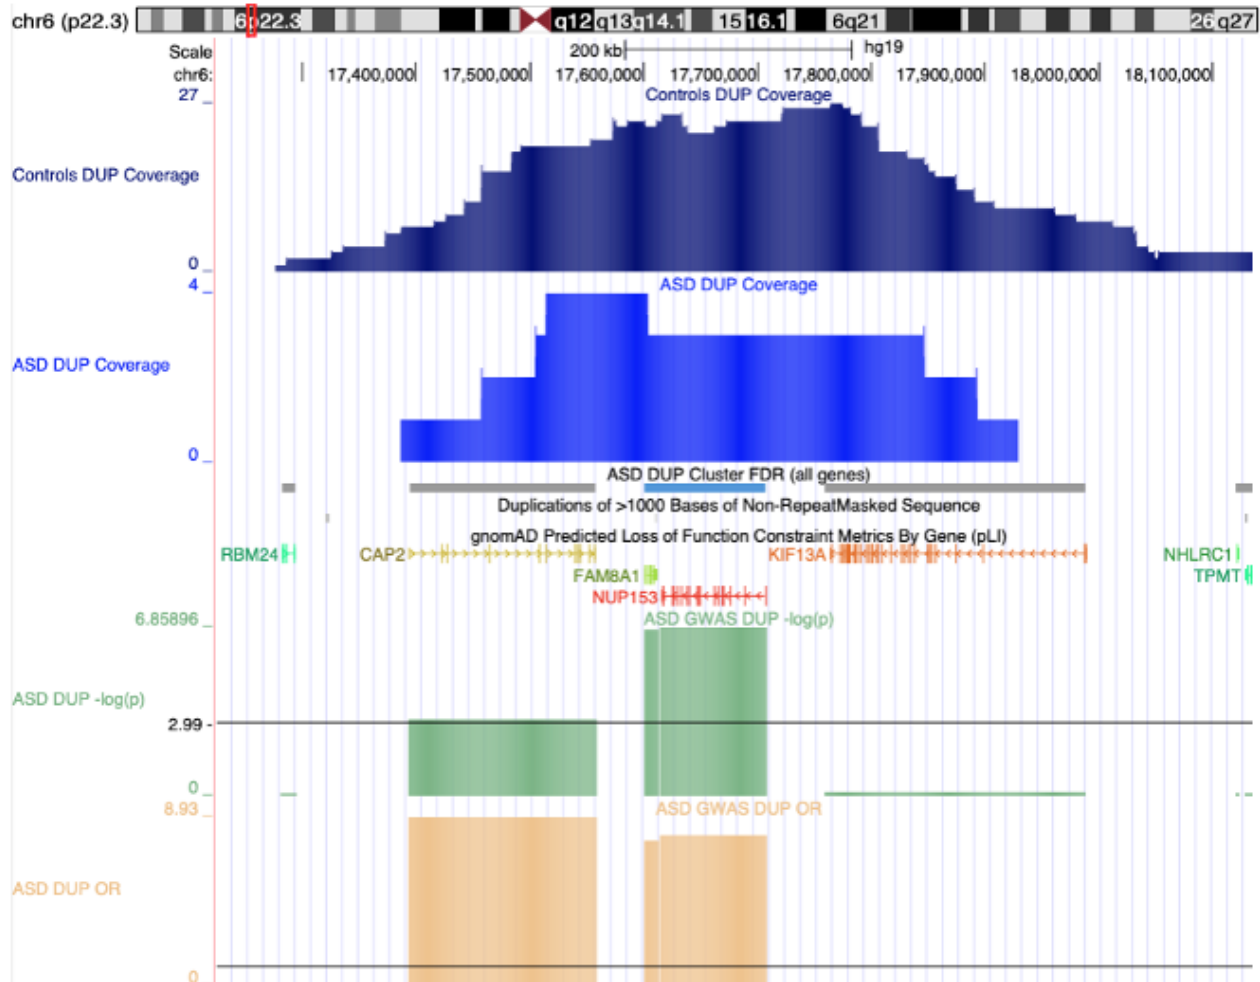 chr6 (p22.3) 6p22.3 q12 q13 q14.1 15 16.1 6q21 26 q27
Scale 200 kb hg19
chr6: 17,400,000 17,500,000 17,600,000 17,700,000 17,800,000 17,900,000 18,000,000 18,100,000
27 _ Controls DUP Coverage
Controls DUP Coverage
0 _
4 _ ASD DUP Coverage
ASD DUP Coverage
0 _
ASD DUP Cluster FDR (all genes)
Duplications of >1000 Bases of Non-RepeatMasked Sequence
gnomAD Predicted Loss of Function Constraint Metrics By Gene (pLI)
RBM24 CAP2 KIF13A NHLRC1
FAM8A1 TPMT
NUP153
6.85896 _ ASD GWAS DUP -log(p)
ASD DUP -log(p)
2.99 -
0 _
8.93 _ ASD GWAS DUP OR
ASD DUP OR
0